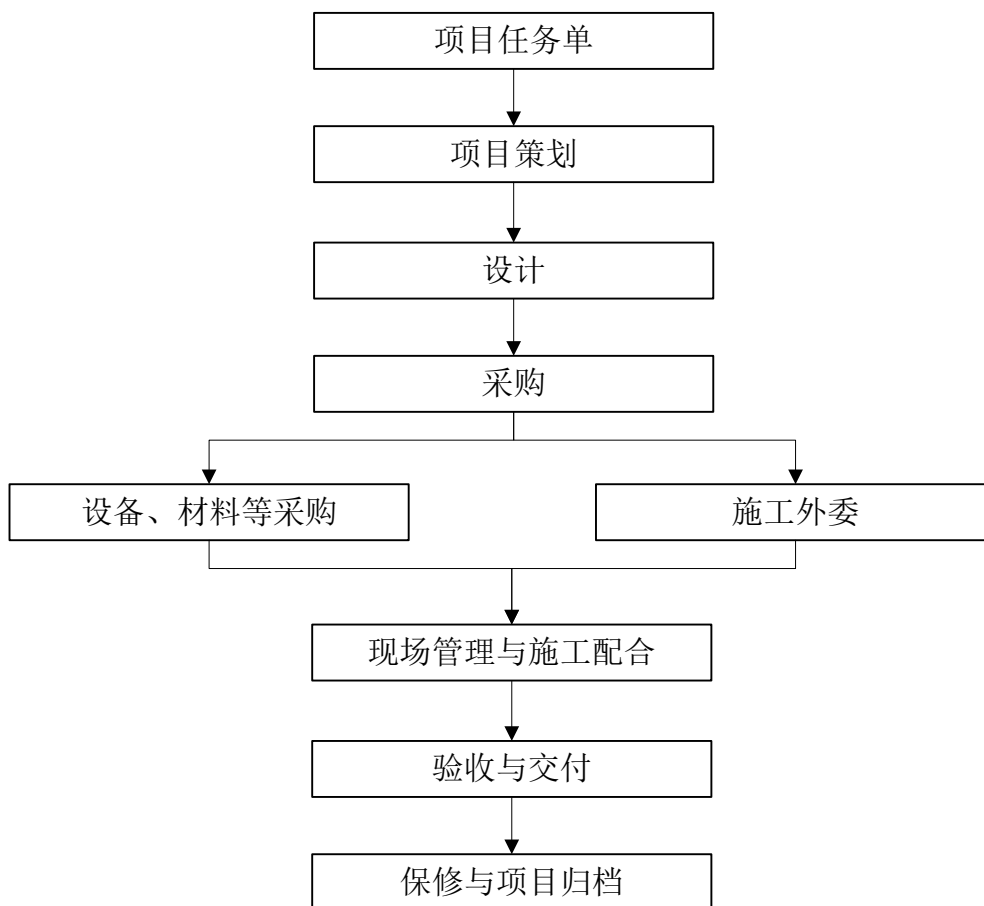 项目任务单
项目策划
设计
采购
设备、材料等采购
施工外委
现场管理与施工配合
验收与交付
保修与项目归档